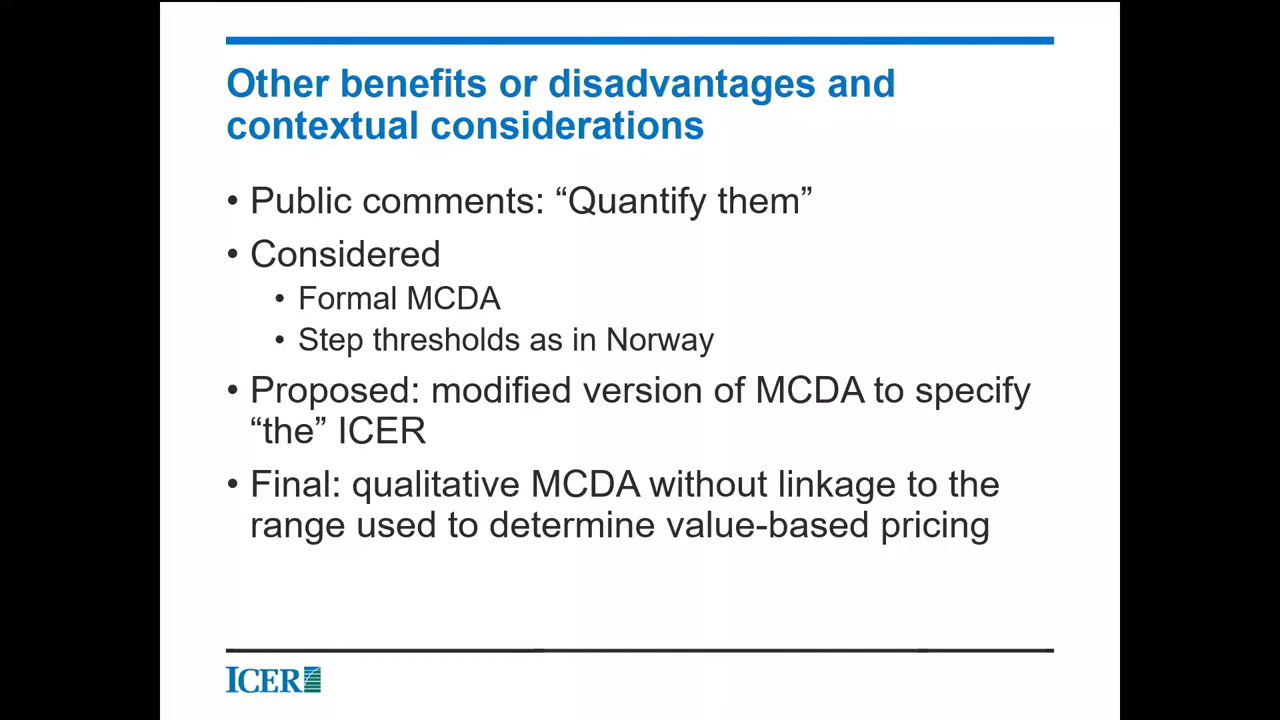 Other benefits or disadvantages and
contextual considerations
• Public comments: “Quantify them”
• Considered
• Formal MCDA
• Step thresholds as in Norway
• Proposed: modified version of MCDA to specify
“the” ICER
• Final: qualitative MCDA without linkage to the
range used to determine value-based pricing
ICER